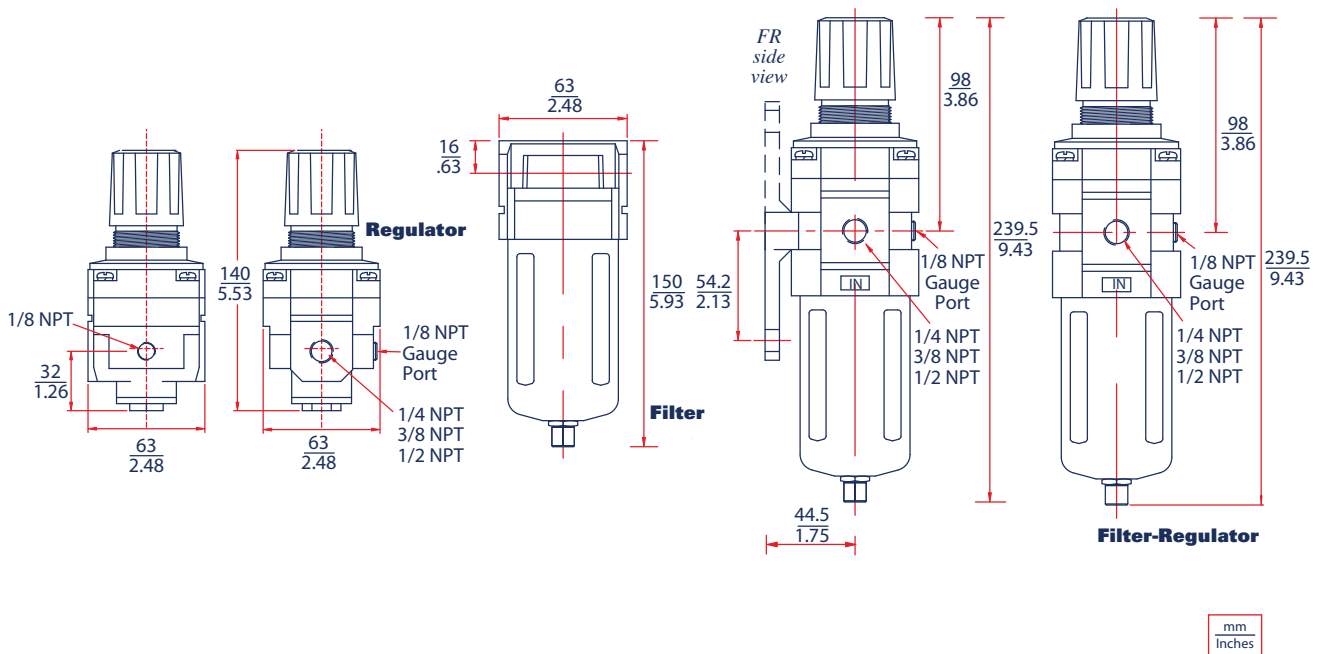 1/8 NPT
32
1.26
63
2.48
140
5.53
Regulator
1/8 NPT
Gauge
Port
1/4 NPT
3/8 NPT
1/2 NPT
63
2.48
63
2.48
16
.63
150
5.93
Filter
FR
side
view
98
3.86
54.2
2.13
239.5
9.43
IN
1/8 NPT
Gauge
Port
1/4 NPT
3/8 NPT
1/2 NPT
44.5
1.75
98
3.86
IN
1/8 NPT
Gauge
Port
239.5
9.43
1/4 NPT
3/8 NPT
1/2 NPT
Filter-Regulator
mm
Inches